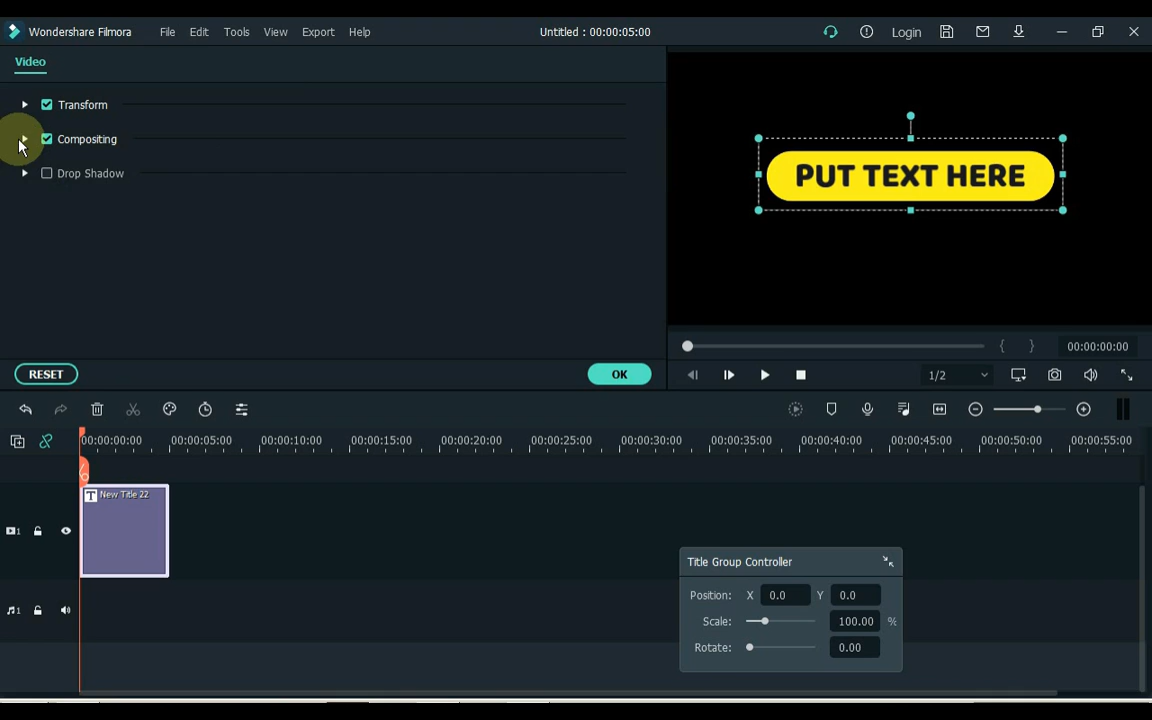 Wondershare Filmora File Edit Tools View Export Help Untitled : 00:00:05:00 Login
Video
Transform
Compositing
Drop Shadow
PUT TEXT HERE
{ } 00:00:00:00
RESET OK 1/2
00:00:00:00 00:00:05:00 00:00:10:00 00:00:15:00 00:00:20:00 00:00:25:00 00:00:30:00 00:00:35:00 00:00:40:00 00:00:45:00 00:00:50:00 00:00:55:00
T New Title 22
1
Title Group Controller
Position: X 0.0 Y 0.0
1
Scale: 100.00 %
Rotate: 0.00